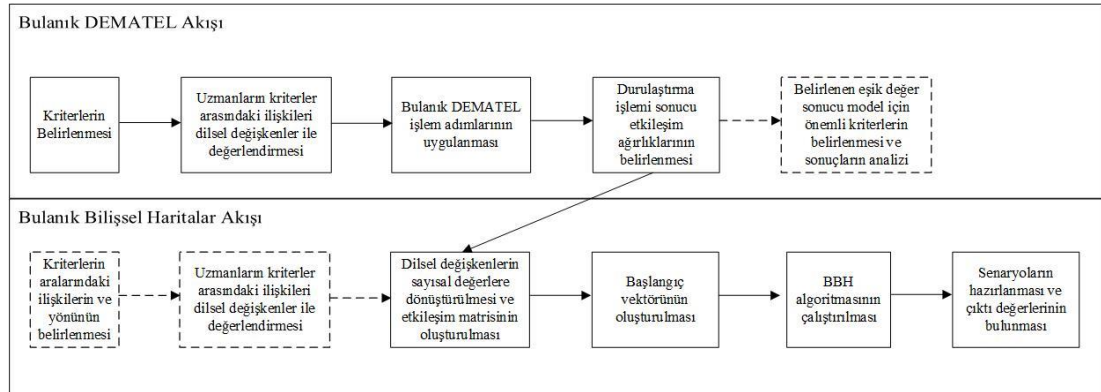 Bulanık DEMATEL Akışı
Kriterlerin
Belirlenmesi
Uzmanların kriterler
arasındaki ilişkileri
dilsel değişkenler ile
değerlendirmesi
Bulanık DEMATEL
işlem adımlarının
uygulanması
Durulaştırma
işlemi sonucu
etkileşim
ağırlıklarının
belirlenmesi
Belirlenen eşik değer
sonucu model için
önemli kriterlerin
belirlenmesi ve
sonuçların analizi
Bulanık Bilişsel Haritalar Akışı
Kriterlerin
aralarındaki
ilişkilerin ve
yönünün
belirlenmesi
Uzmanların kriterler
arasındaki ilişkileri
dilsel değişkenler ile
değerlendirmesi
Dilsel değişkenlerin
sayısal değerlere
dönüştürülmesi ve
etkileşim matrisinin
oluşturulması
Başlangıç
vektörünün
oluşturulması
BBH
algoritmasının
çalıştırılması
Senaryoların
hazırlanması ve
çıktı değerlerinin
bulunması